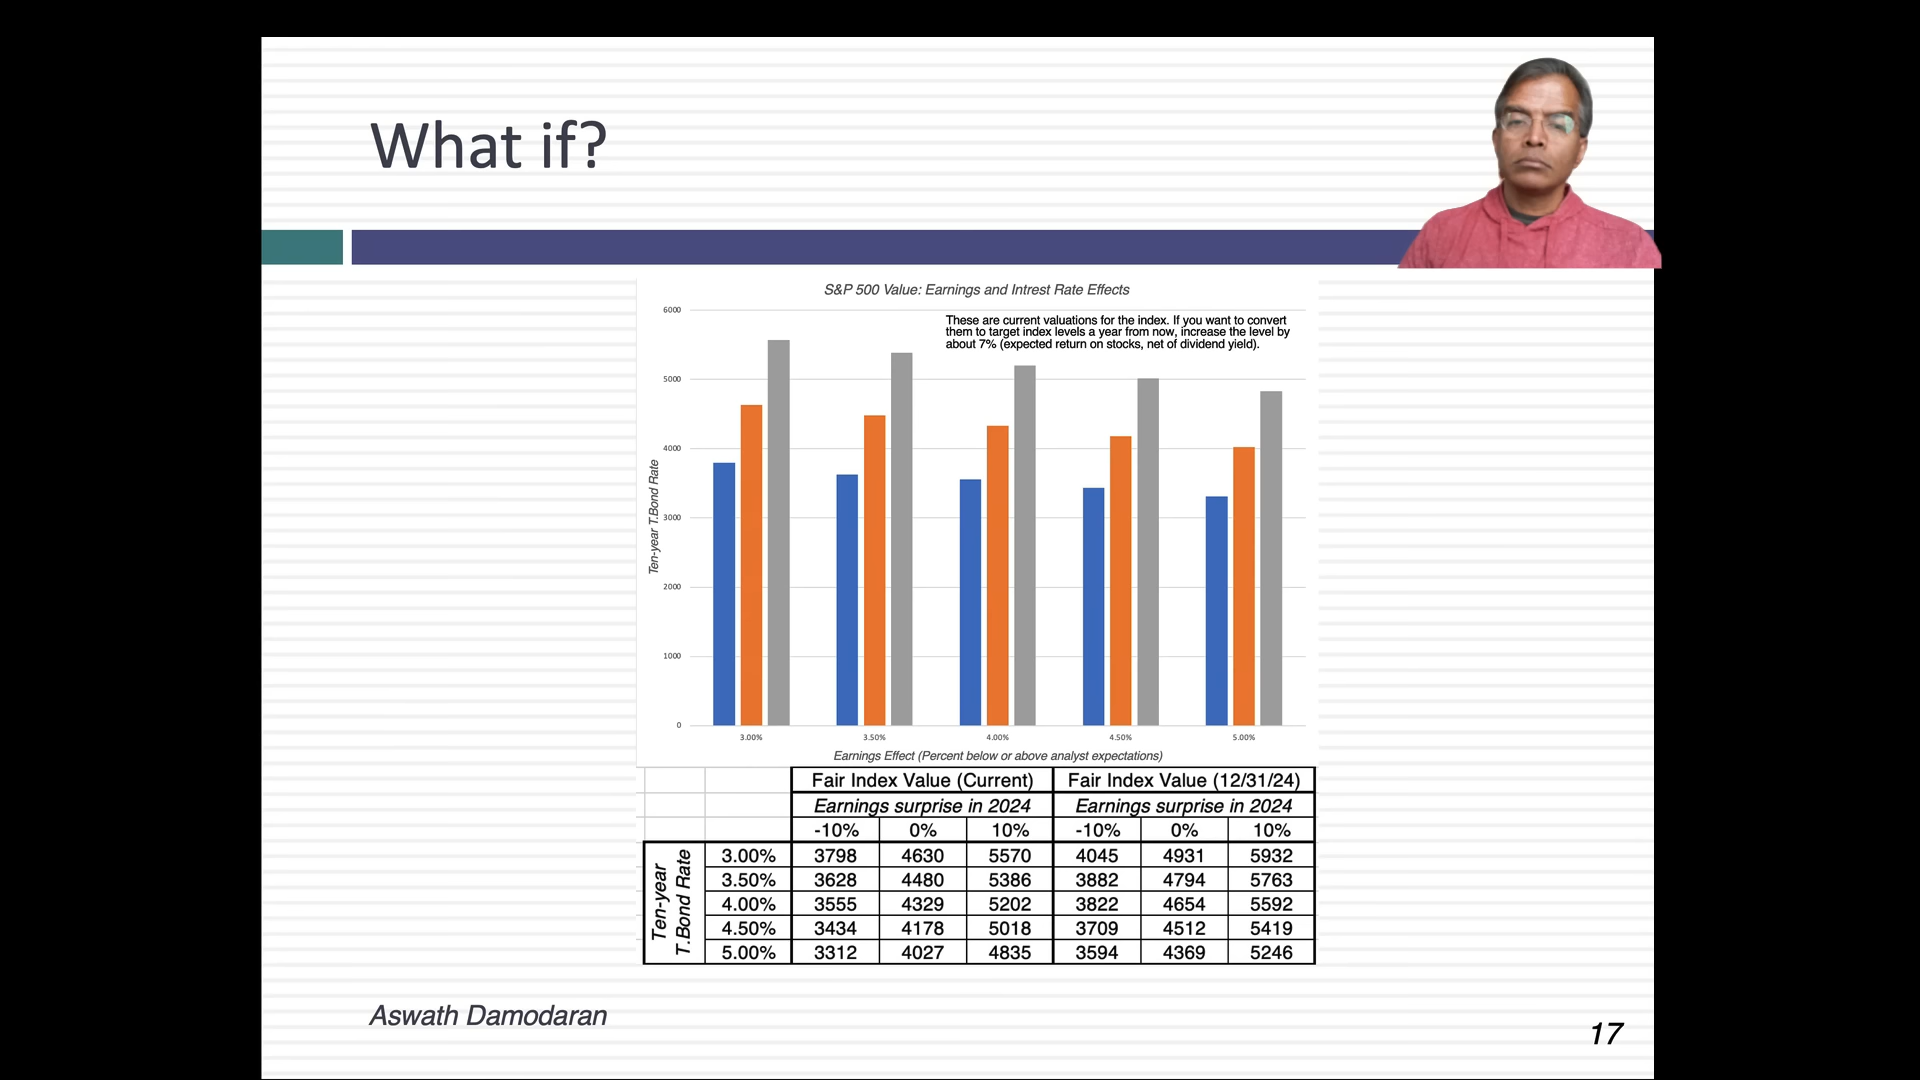 What if?
S&P 500 Value: Earnings and Intrest Rate Effects
These are current valuations for the index. If you want to convert
them to target index levels a year from now, increase the level by
about 7% (expected return on stocks, net of dividend yield).
6000
5000
4000
3000
2000
1000
0
Ten-year T.Bond Rate
3.00% 3.50% 4.00% 4.50% 5.00%
Earnings Effect (Percent below or above analyst expectations)
Fair Index Value (Current) Fair Index Value (12/31/24)
Earnings surprise in 2024 Earnings surprise in 2024
-10% 0% 10% -10% 0% 10%
Ten-year
T.Bond Rate
3.00% 3798 4630 5570 4045 4931 5932
3.50% 3628 4480 5386 3882 4794 5763
4.00% 3555 4329 5202 3822 4654 5592
4.50% 3434 4178 5018 3709 4512 5419
5.00% 3312 4027 4835 3594 4369 5246
Aswath Damodaran
17